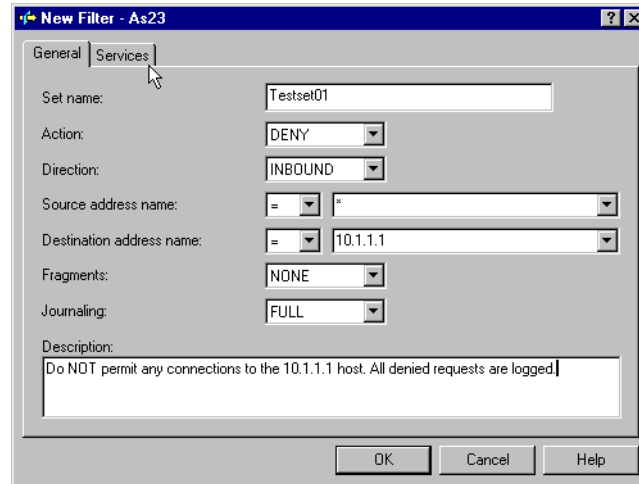 New Filter - As23
General Services
Set name: Testset01
Action: DENY
Direction: INBOUND
Source address name: = *
Destination address name: = 10.1.1.1
Fragments: NONE
Journaling: FULL
Description:
Do NOT permit any connections to the 10.1.1.1 host. All denied requests are logged.
OK Cancel Help